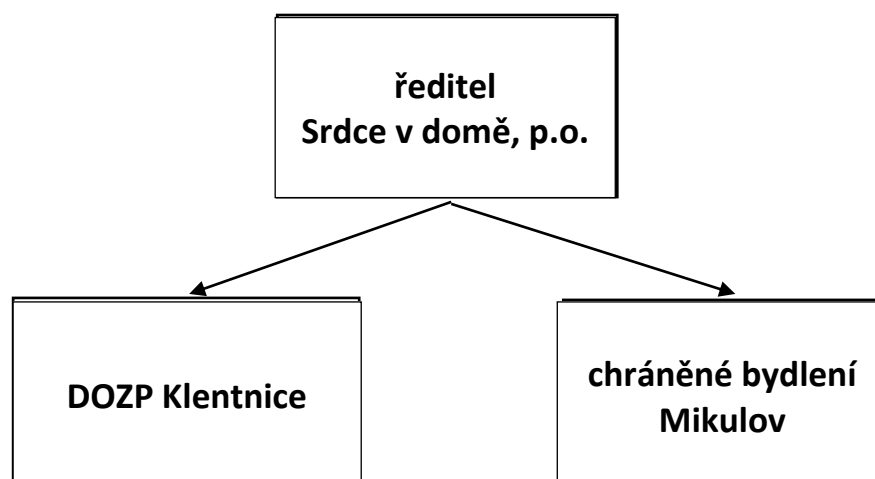 ředitel
Srdce v domě, p.o.
DOZP Klentnice
chráněné bydlení
Mikulov